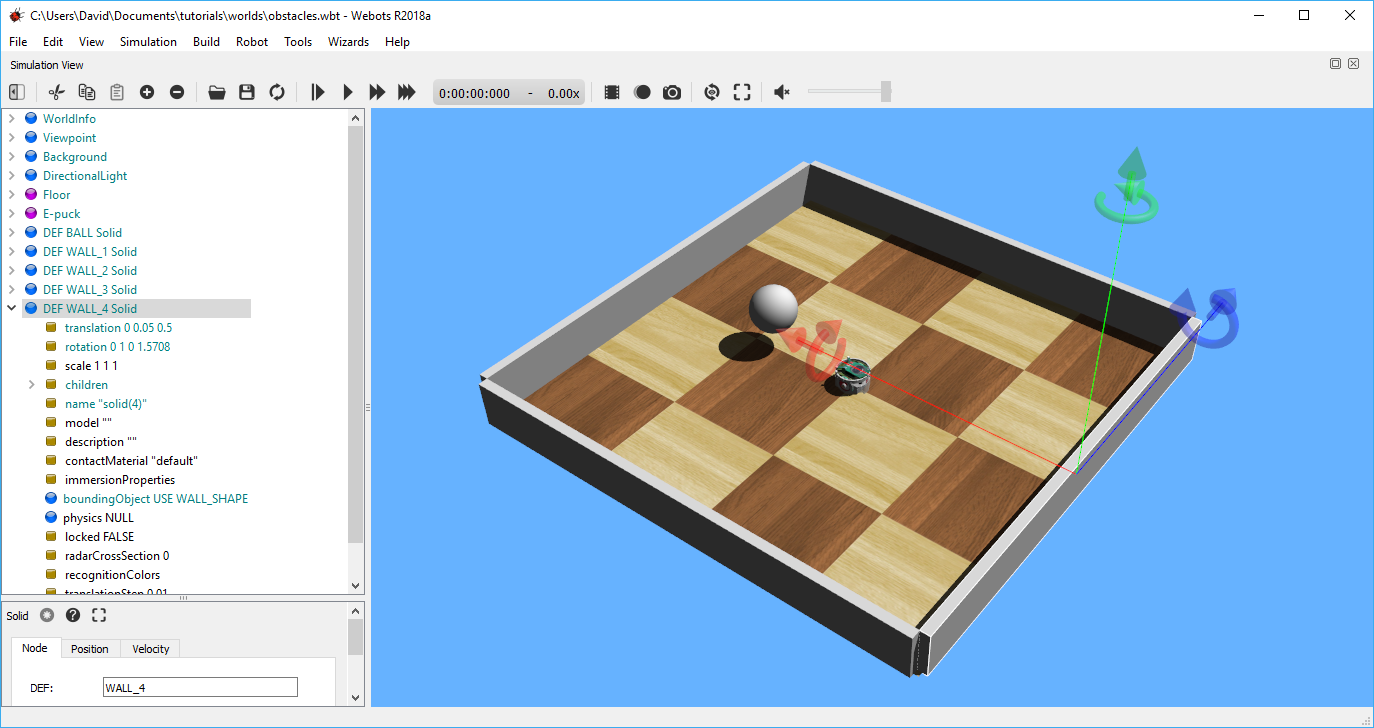 C:\Users\David\Documents\tutorials\worlds\obstacles.wbt - Webots R2018a
File Edit View Simulation Build Robot Tools Wizards Help
Simulation View
0:00:00:000 - 0.00x
WorldInfo
Viewpoint
Background
DirectionalLight
Floor
E-puck
DEF BALL Solid
DEF WALL_1 Solid
DEF WALL_2 Solid
DEF WALL_3 Solid
DEF WALL_4 Solid
translation 0 0.05 0.5
rotation 0 1 0 1.5708
scale 1 1 1
children
name "solid(4)"
model ""
description ""
contactMaterial "default"
immersionProperties
boundingObject USE WALL_SHAPE
physics NULL
locked FALSE
radarCrossSection 0
recognitionColors
translationStep 0.01
Solid
Node Position Velocity
DEF: WALL_4